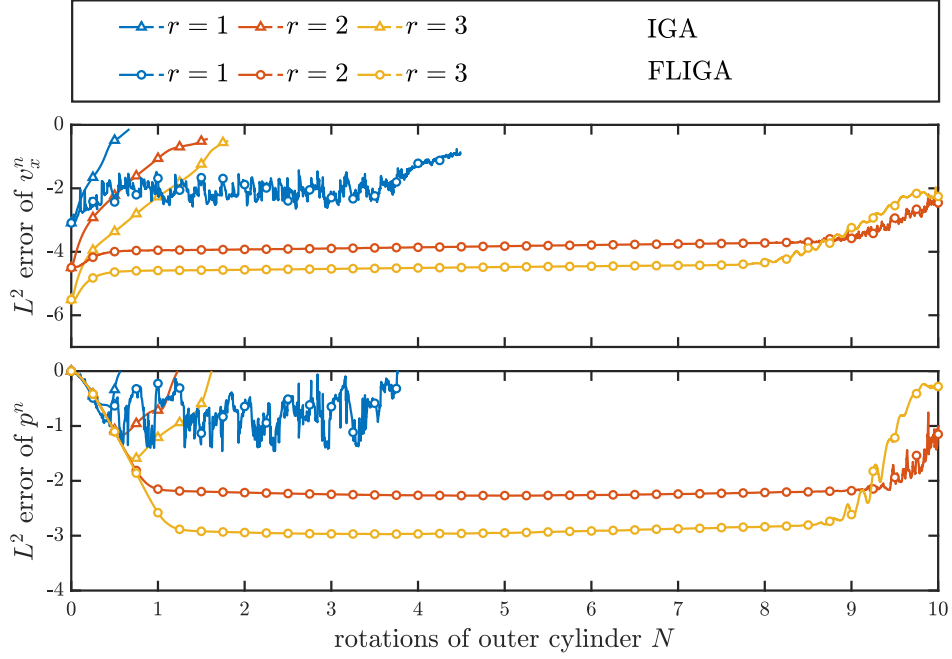 r = 1 r = 2 r = 3 IGA
r = 1 r = 2 r = 3 FLIGA
L² error of vₓⁿ
0
-2
-4
-6
L² error of pⁿ
0
-1
-2
-3
-4
0 1 2 3 4 5 6 7 8 9 10
rotations of outer cylinder N